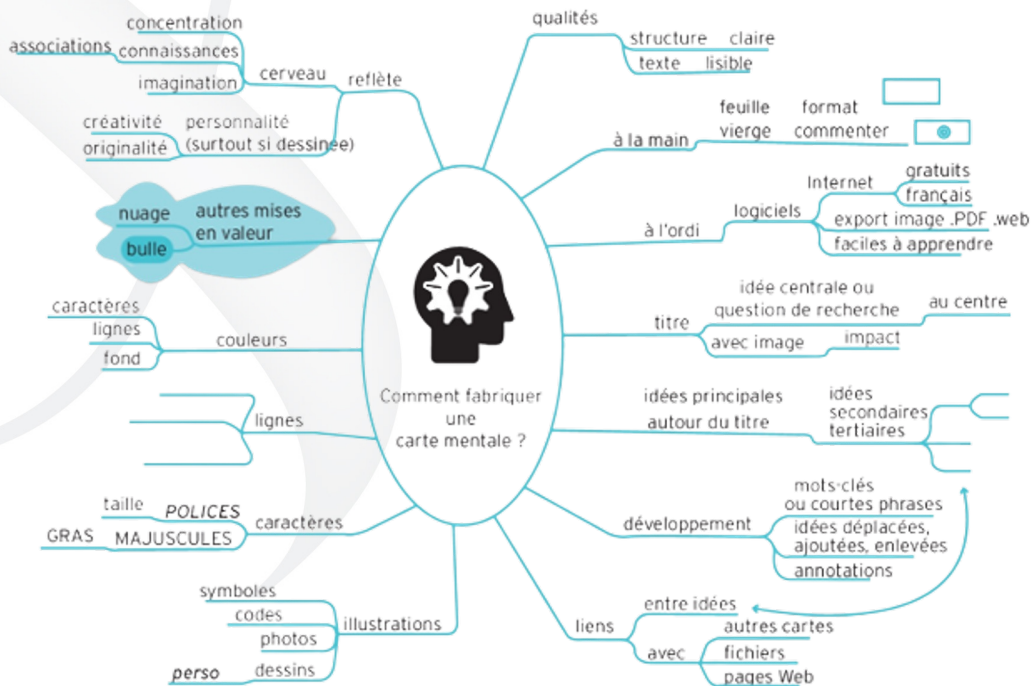 Comment fabriquer
une
carte mentale ?
qualités
structure claire
texte lisible
à la main
feuille format
vierge commenter
à l'ordi
logiciels
Internet
gratuits
français
export image .PDF .web
faciles à apprendre
titre
idée centrale ou
question de recherche
au centre
avec image
impact
idées principales
autour du titre
idées
secondaires
tertiaires
développement
mots-clés
ou courtes phrases
idées déplacées,
ajoutées, enlevées
annotations
liens
entre idées
avec
autres cartes
fichiers
pages Web
illustrations
symboles
codes
photos
dessins
perso
caractères
POLICES
taille
MAJUSCULES
GRAS
lignes
couleurs
caractères
lignes
fond
autres mises
en valeur
nuage
bulle
reflète
cerveau
concentration
connaissances
associations
imagination
personnalité
(surtout si dessinée)
créativité
originalité